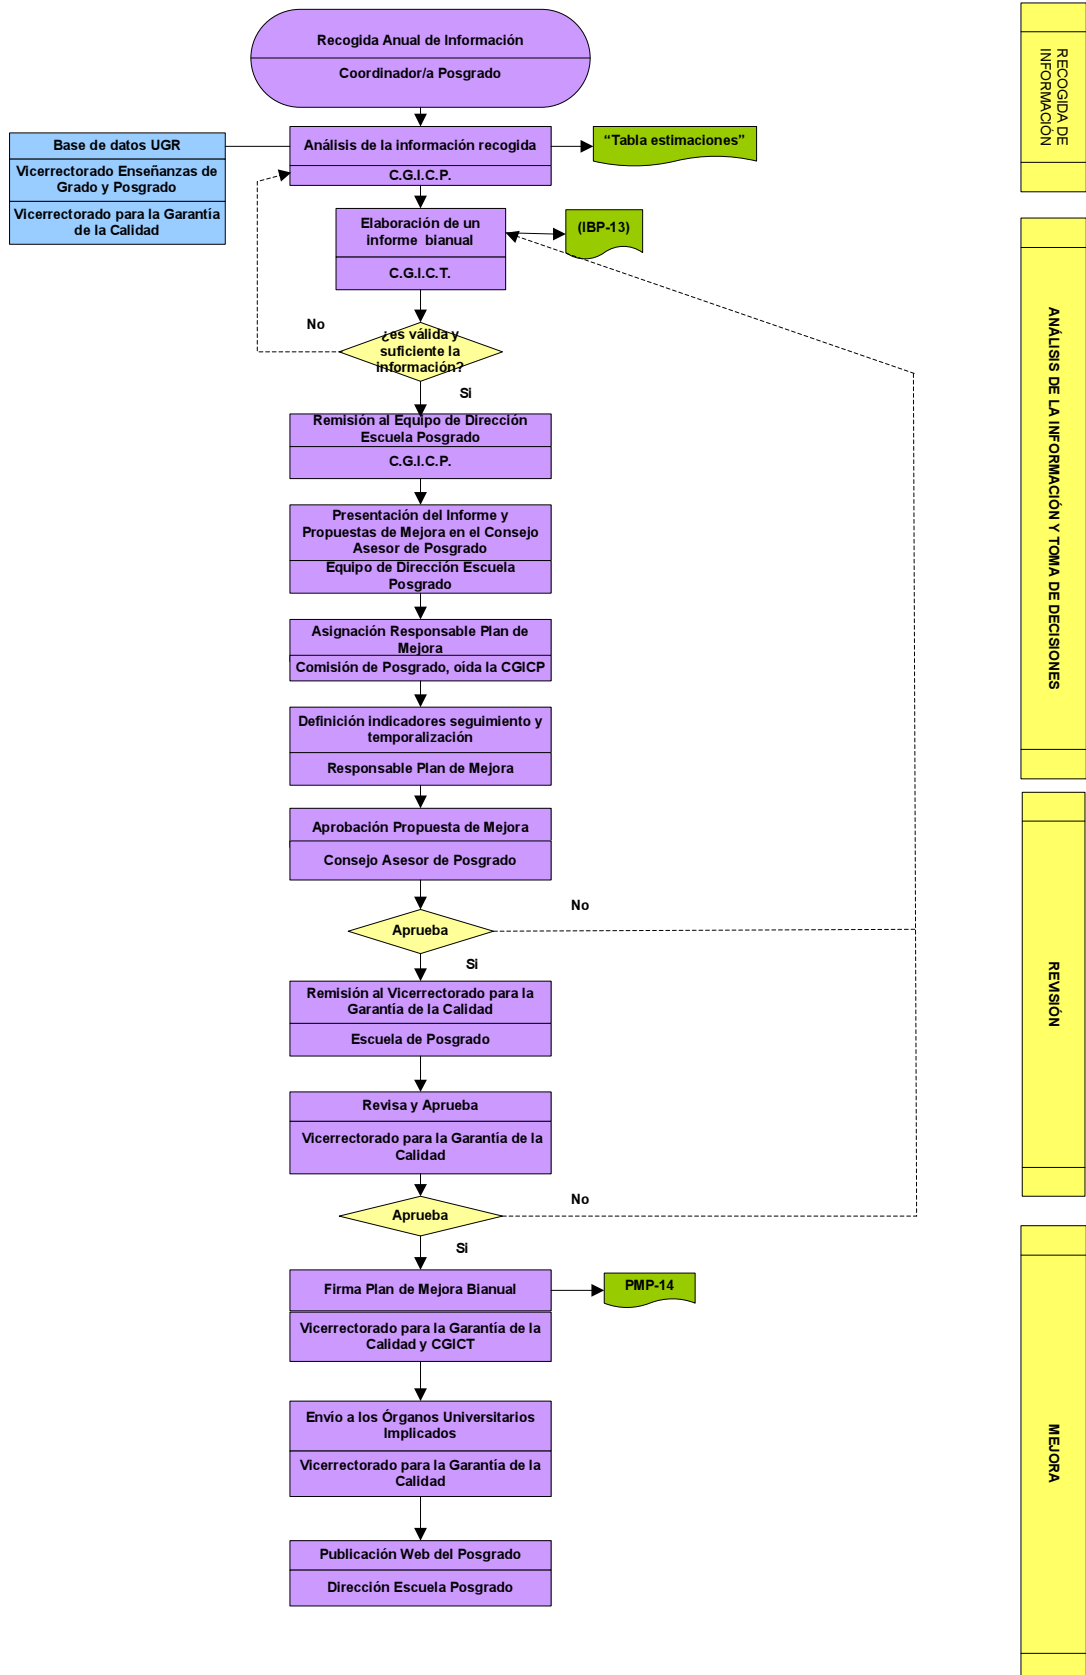 Recogida Anual de Información
Coordinador/a Posgrado
RECOGIDA DE
INFORMACIÓN
Base de datos UGR
Vicerrectorado Enseñanzas de
Grado y Posgrado
Vicerrectorado para la Garantía
de la Calidad
Análisis de la información recogida
C.G.I.C.P.
“Tabla estimaciones”
Elaboración de un
informe bianual
C.G.I.C.T.
(IBP-13)
ANÁLISIS DE LA INFORMACIÓN Y TOMA DE DECISIONES
No
¿es válida y
suficiente la
información?
Si
Remisión al Equipo de Dirección
Escuela Posgrado
C.G.I.C.P.
Presentación del Informe y
Propuestas de Mejora en el Consejo
Asesor de Posgrado
Equipo de Dirección Escuela
Posgrado
Asignación Responsable Plan de
Mejora
Comisión de Posgrado, oída la CGICP
Definición indicadores seguimiento y
temporalización
Responsable Plan de Mejora
Aprobación Propuesta de Mejora
Consejo Asesor de Posgrado
No
Aprueba
Si
REVISIÓN
Remisión al Vicerrectorado para la
Garantía de la Calidad
Escuela de Posgrado
Revisa y Aprueba
Vicerrectorado para la Garantía de la
Calidad
No
Aprueba
Si
Firma Plan de Mejora Bianual
Vicerrectorado para la Garantía de la
Calidad y CGICT
PMP-14
Envío a los Órganos Universitarios
Implicados
Vicerrectorado para la Garantía de la
Calidad
MEJORA
Publicación Web del Posgrado
Dirección Escuela Posgrado